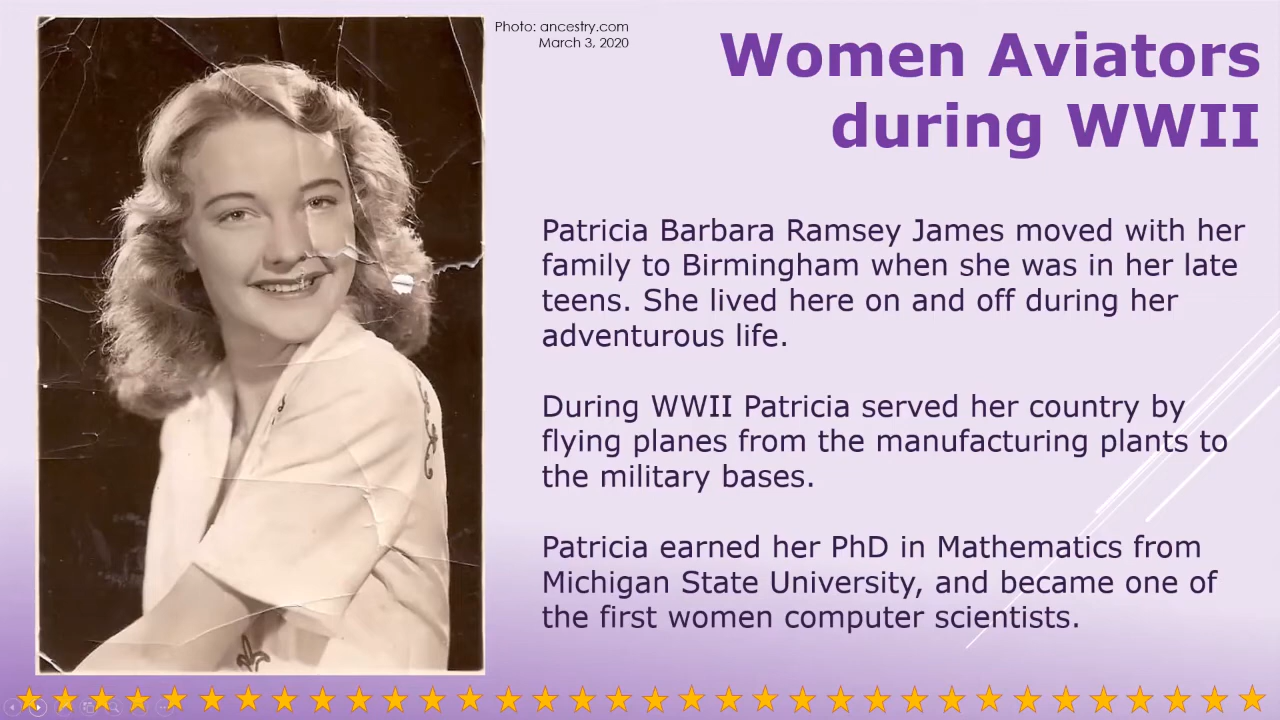 Photo: ancestry.com
March 3, 2020
Women Aviators
during WWII
Patricia Barbara Ramsey James moved with her
family to Birmingham when she was in her late
teens. She lived here on and off during her
adventurous life.
During WWII Patricia served her country by
flying planes from the manufacturing plants to
the military bases.
Patricia earned her PhD in Mathematics from
Michigan State University, and became one of
the first women computer scientists.